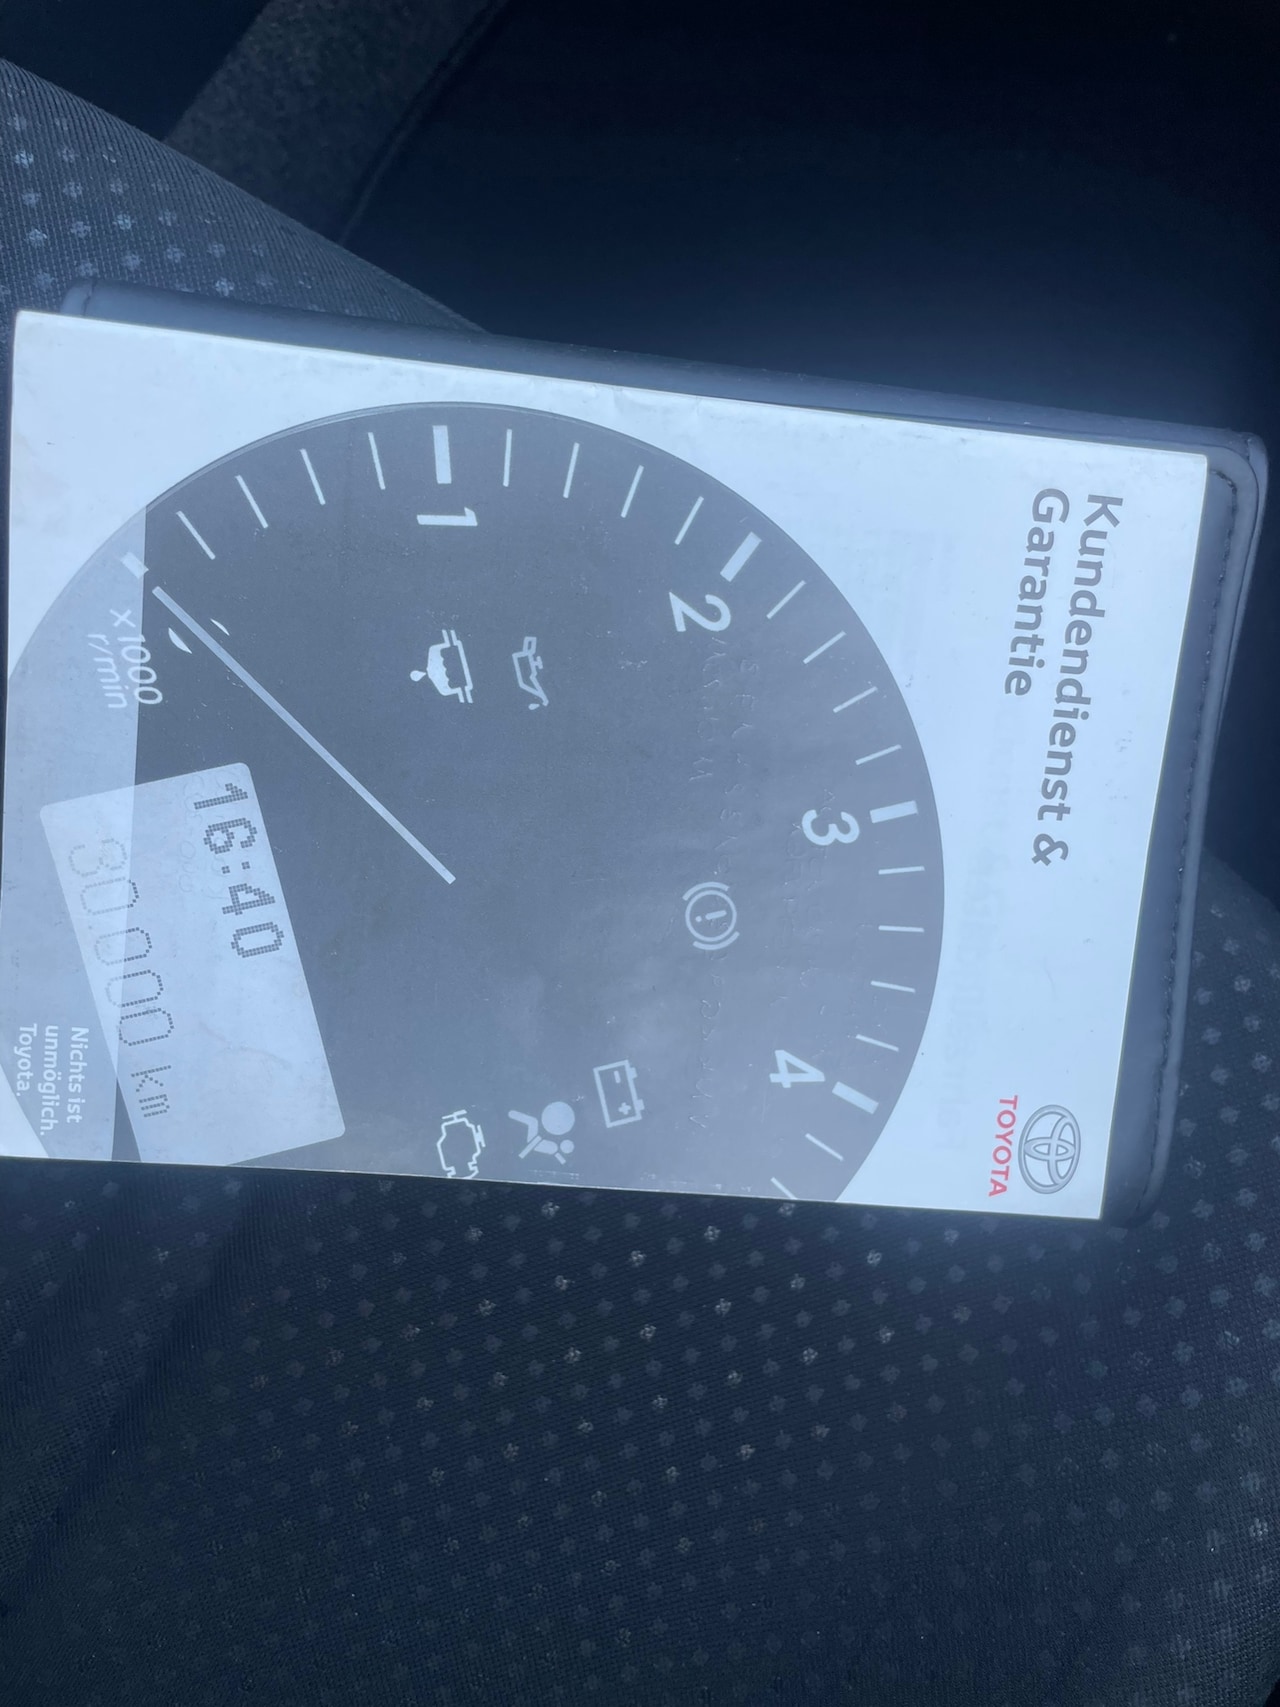 Kundendienst &
Garantie
TOYOTA
1
2
3
4
x1000
r/min
16:40
30.000 km
Nichts ist
unmöglich.
Toyota.